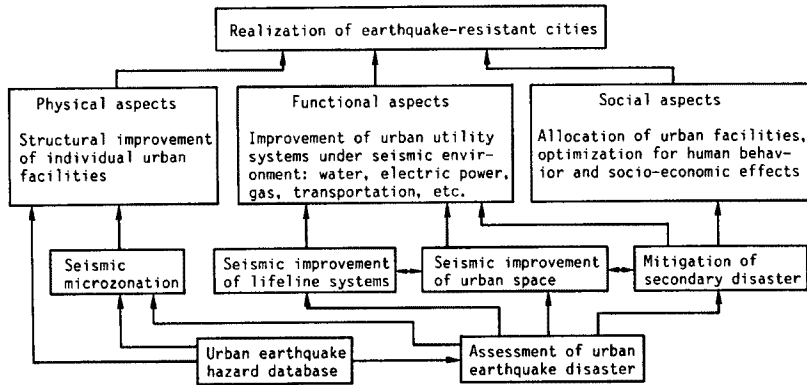 Realization of earthquake-resistant cities
Physical aspects
Structural improvement
of individual urban
facilities
Functional aspects
Improvement of urban utility
systems under seismic envir-
onment: water, electric power,
gas, transportation, etc.
Social aspects
Allocation of urban facilities,
optimization for human behav-
ior and socio-economic effects
Seismic
microzonation
Seismic improvement
of lifeline systems
Seismic improvement
of urban space
Mitigation of
secondary disaster
Urban earthquake
hazard database
Assessment of urban
earthquake disaster